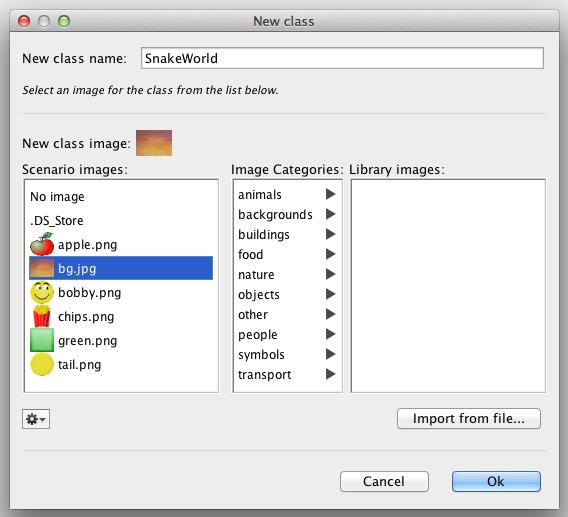 New class
New class name: SnakeWorld
Select an image for the class from the list below.
New class image:
Scenario images:
No image
.DS_Store
apple.png
bg.jpg
bobby.png
chips.png
green.png
tail.png
Image Categories:
animals
backgrounds
buildings
food
nature
objects
other
people
symbols
transport
Library images:
Import from file...
Cancel
Ok